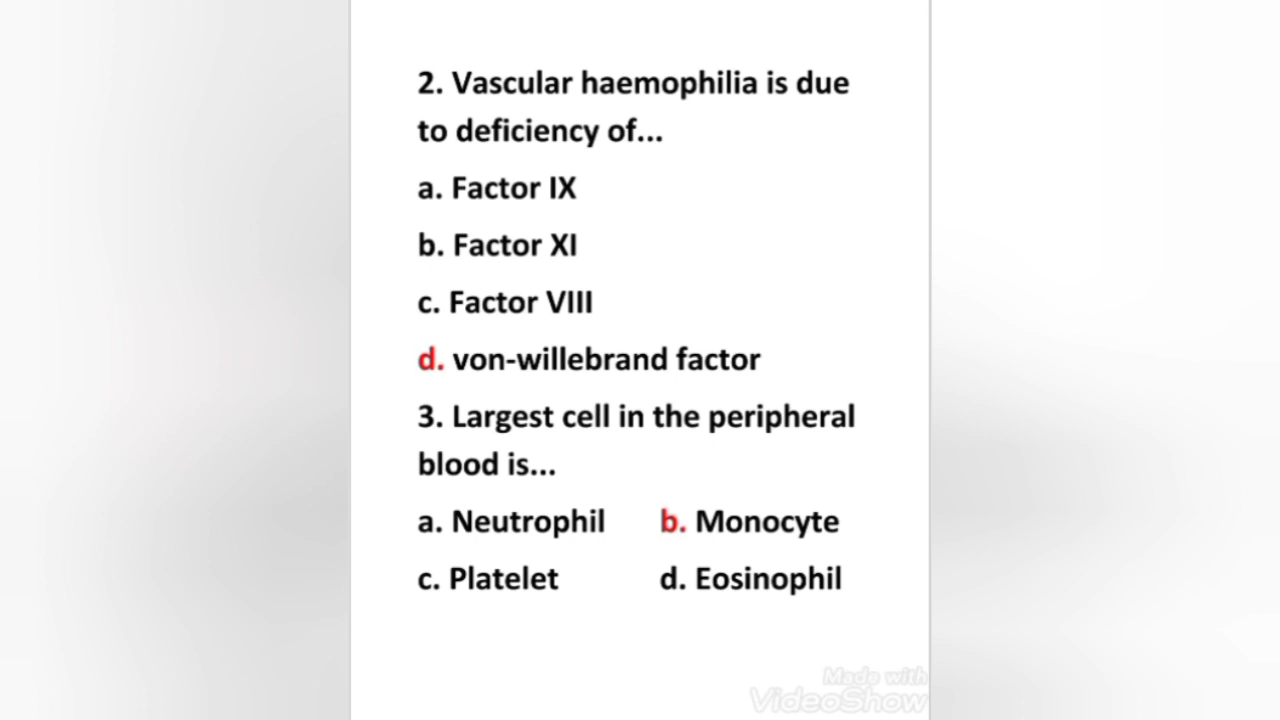 2. Vascular haemophilia is due
to deficiency of...
a. Factor IX
b. Factor XI
c. Factor VIII
d. von-willebrand factor
3. Largest cell in the peripheral
blood is...
a. Neutrophil b. Monocyte
c. Platelet d. Eosinophil
Made with
VideoShow